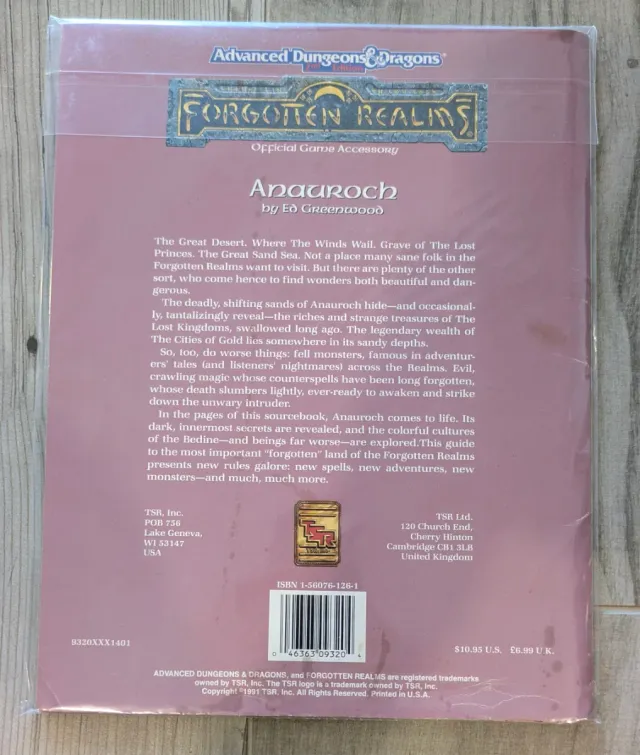 Advanced Dungeons & Dragons®
2nd Edition
FORGOTTEN REALMS
Official Game Accessory
Anauroch
by Ed Greenwood
The Great Desert. Where The Winds Wail. Grave of The Lost
Princes. The Great Sand Sea. Not a place many sane folk in the
Forgotten Realms want to visit. But there are plenty of the other
sort, who come hence to find wonders both beautiful and dan-
gerous.
The deadly, shifting sands of Anauroch hide—and occasional-
ly, tantalizingly reveal—the riches and strange treasures of The
Lost Kingdoms, swallowed long ago. The legendary wealth of
The Cities of Gold lies somewhere in its sandy depths.
So, too, do worse things: fell monsters, famous in adventur-
ers' tales (and listeners' nightmares) across the Realms. Evil,
crawling magic whose counterspells have been long forgotten,
whose death slumbers lightly, ever-ready to awaken and strike
down the unwary intruder.
In the pages of this sourcebook, Anauroch comes to life. Its
dark, innermost secrets are revealed, and the colorful cultures
of the Bedine—and beings far worse—are explored.This guide
to the most important "forgotten" land of the Forgotten Realms
presents new rules galore: new spells, new adventures, new
monsters—and much, much more.
TSR, Inc.
POB 756
Lake Geneva,
WI 53147
USA
TSR
TSR Ltd.
120 Church End,
Cherry Hinton
Cambridge CB1 3LB
United Kingdom
ISBN 1-56076-126-1
0 46363 09320 4
9320XXX1401
$10.95 U.S. £6.99 U.K.
ADVANCED DUNGEONS & DRAGONS, and FORGOTTEN REALMS are registered trademarks
owned by TSR, Inc. The TSR logo is a trademark owned by TSR, Inc.
Copyright ©1991 TSR, Inc. All Rights Reserved. Printed in U.S.A.